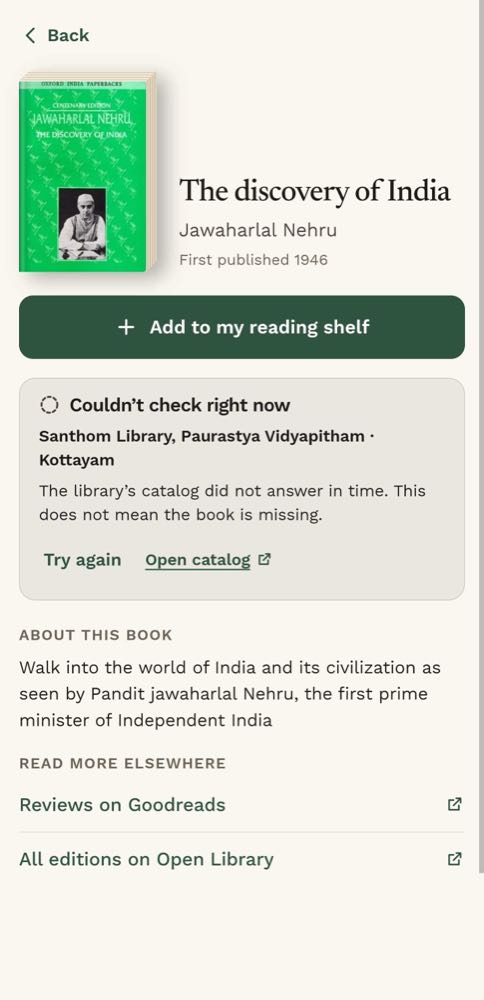 Back
OXFORD INDIA PAPERBACKS
CENTENARY EDITION
JAWAHARLAL NEHRU
THE DISCOVERY OF INDIA
The discovery of India
Jawaharlal Nehru
First published 1946
Add to my reading shelf
Couldn’t check right now
Santhom Library, Paurastya Vidyapitham ·
Kottayam
The library’s catalog did not answer in time. This
does not mean the book is missing.
Try again Open catalog
ABOUT THIS BOOK
Walk into the world of India and its civilization as
seen by Pandit jawaharlal Nehru, the first prime
minister of Independent India
READ MORE ELSEWHERE
Reviews on Goodreads
All editions on Open Library